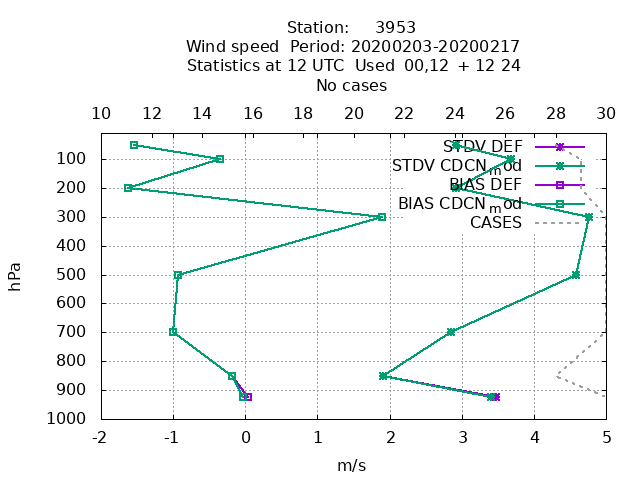 Station: 3953
Wind speed Period: 20200203-20200217
Statistics at 12 UTC Used 00,12 + 12 24
No cases
10 12 14 16 18 20 22 24 26 28 30
STDV DEF
STDV CDCN_mod
BIAS DEF
BIAS CDCN_mod
CASES
hPa
100
200
300
400
500
600
700
800
900
1000
-2 -1 0 1 2 3 4 5
m/s